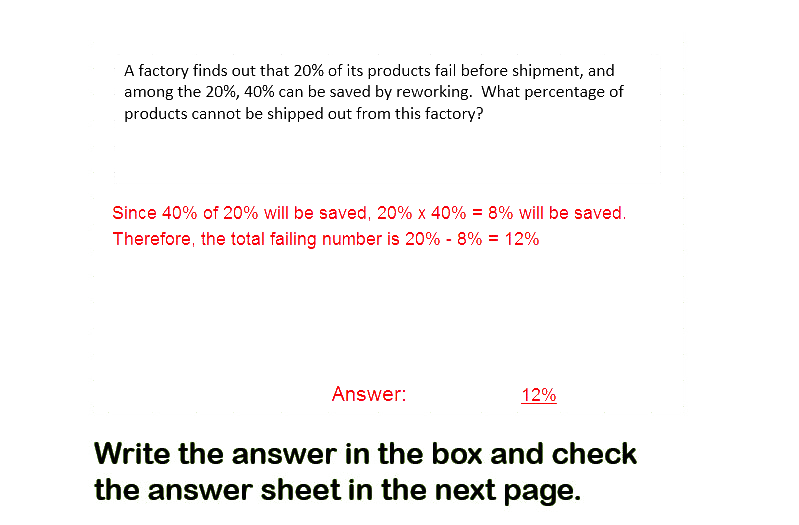 A factory finds out that 20% of its products fail before shipment, and
among the 20%, 40% can be saved by reworking.  What percentage of
products cannot be shipped out from this factory?
Since 40% of 20% will be saved, 20% x 40% = 8% will be saved.
Therefore, the total failing number is 20% - 8% = 12%
Answer: 12%
Write the answer in the box and check
the answer sheet in the next page.